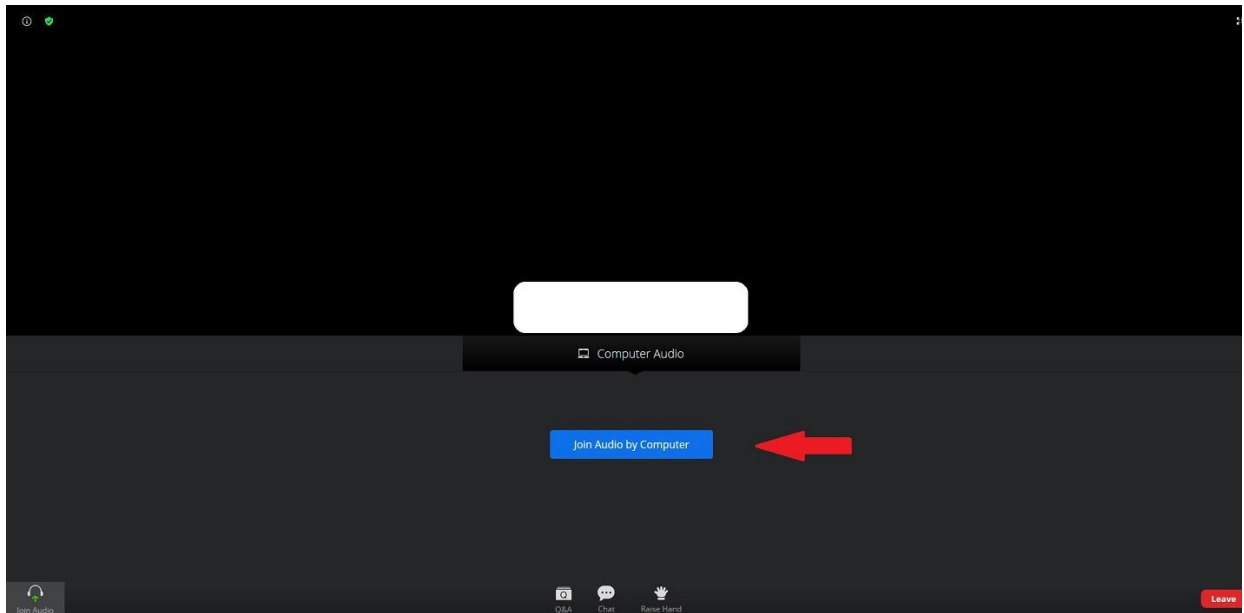 Computer Audio
Join Audio by Computer
Join Audio
Q&A
Chat
Raise Hand
Leave